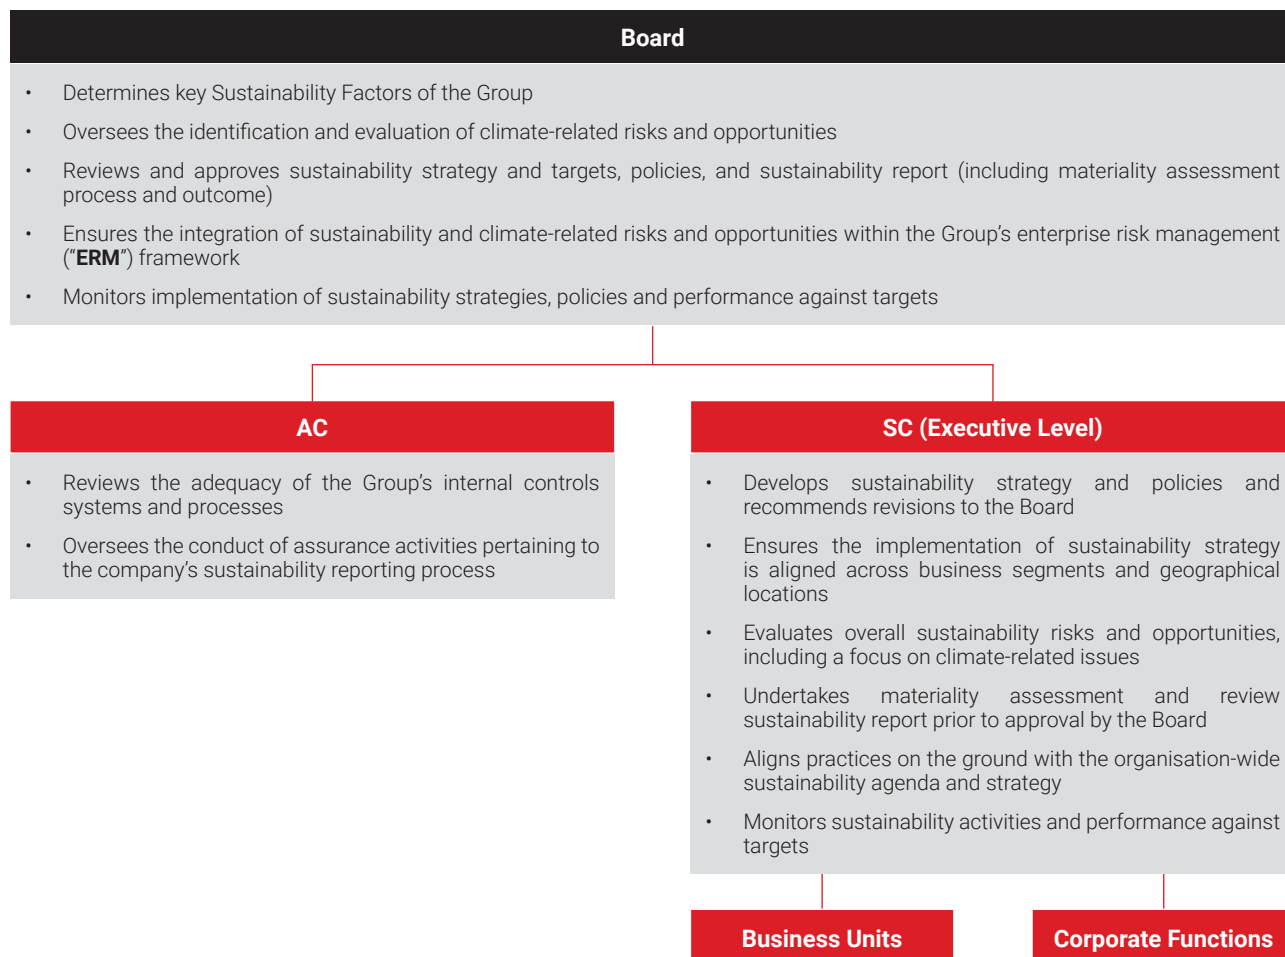 Board
• Determines key Sustainability Factors of the Group
• Oversees the identification and evaluation of climate-related risks and opportunities
• Reviews and approves sustainability strategy and targets, policies, and sustainability report (including materiality assessment
process and outcome)
• Ensures the integration of sustainability and climate-related risks and opportunities within the Group’s enterprise risk management
(“ERM”) framework
• Monitors implementation of sustainability strategies, policies and performance against targets
AC
• Reviews the adequacy of the Group’s internal controls
systems and processes
• Oversees the conduct of assurance activities pertaining to
the company’s sustainability reporting process
SC (Executive Level)
• Develops sustainability strategy and policies and
recommends revisions to the Board
• Ensures the implementation of sustainability strategy
is aligned across business segments and geographical
locations
• Evaluates overall sustainability risks and opportunities,
including a focus on climate-related issues
• Undertakes materiality assessment and review
sustainability report prior to approval by the Board
• Aligns practices on the ground with the organisation-wide
sustainability agenda and strategy
• Monitors sustainability activities and performance against
targets
Business Units
Corporate Functions